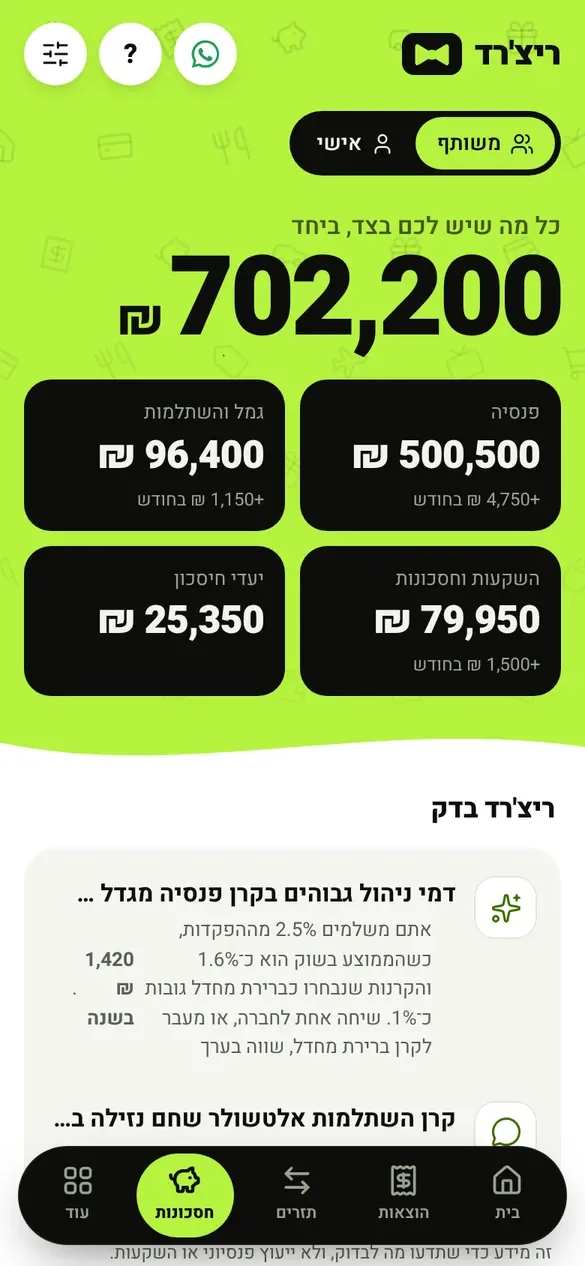 ריצ'רד
?
משותף
אישי
כל מה שיש לכם בצד, ביחד
702,200 ₪
פנסיה
500,500 ₪
+4,750 ₪ בחודש
גמל והשתלמות
96,400 ₪
+1,150 ₪ בחודש
השקעות וחסכונות
79,950 ₪
+1,500 ₪ בחודש
יעדי חיסכון
25,350 ₪
ריצ'רד בדק
דמי ניהול גבוהים בקרן פנסיה מגדל ...
אתם משלמים 2.5% מההפקדות,
כשהממוצע בשוק הוא כ־1.6% 1,420
והקרנות שנבחרו כברירת מחדל גובות ₪ .
כ־1%. שיחה אחת לחברה, או מעבר בשנה
לקרן ברירת מחדל, שווה בערך
קרן השתלמות אלטשולר שחם נזילה ב...
בית
הוצאות
תזרים
חסכונות
עוד
זה מידע כדי שתדעו מה לבדוק, ולא ייעוץ פנסיוני או השקעות.